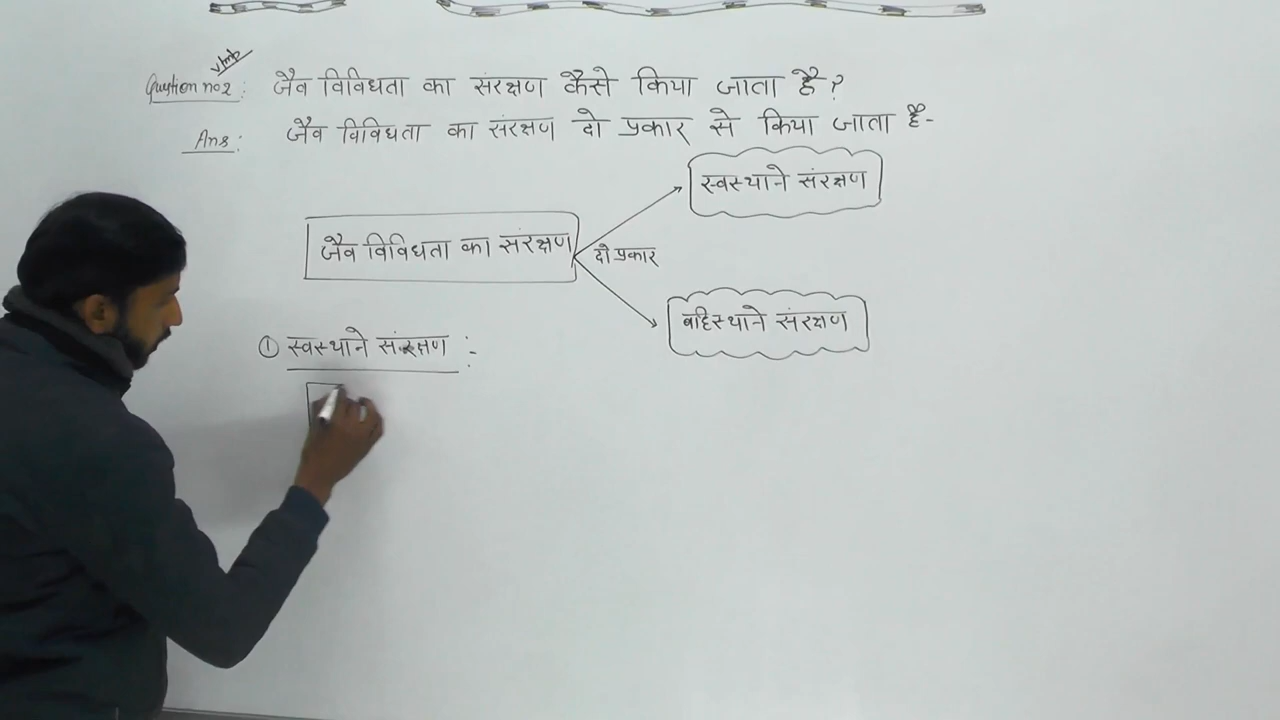 v.Imp
Question no 2: जैव विविधता का संरक्षण कैसे किया जाता है?
Ans: जैव विविधता का संरक्षण दो प्रकार से किया जाता है-
स्वस्थाने संरक्षण
जैव विविधता का संरक्षण
दो प्रकार
बहिस्थाने संरक्षण
① स्वस्थाने संरक्षण :-